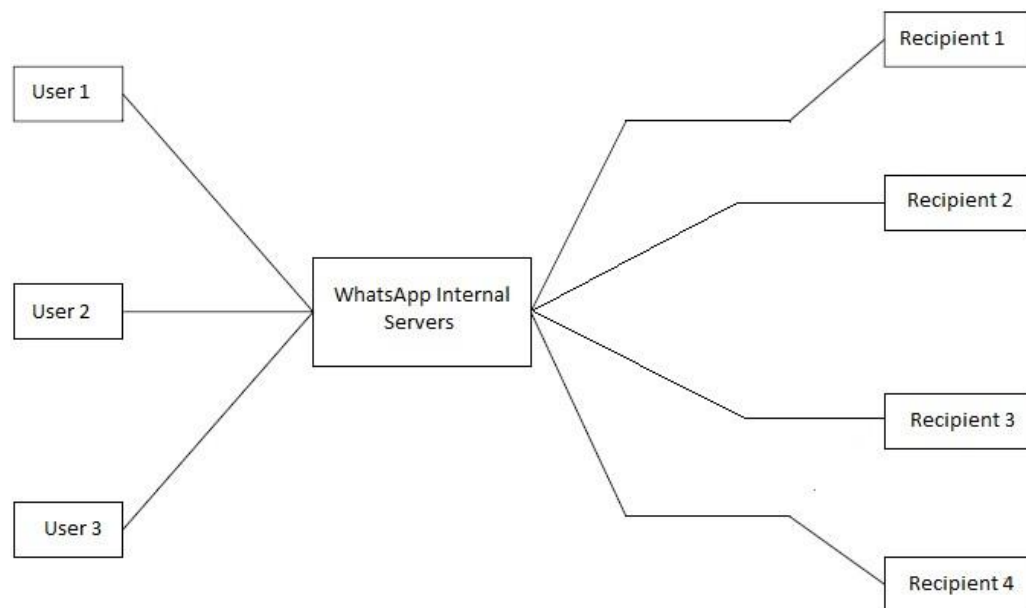 User 1
User 2
User 3
WhatsApp Internal
Servers
Recipient 1
Recipient 2
Recipient 3
Recipient 4